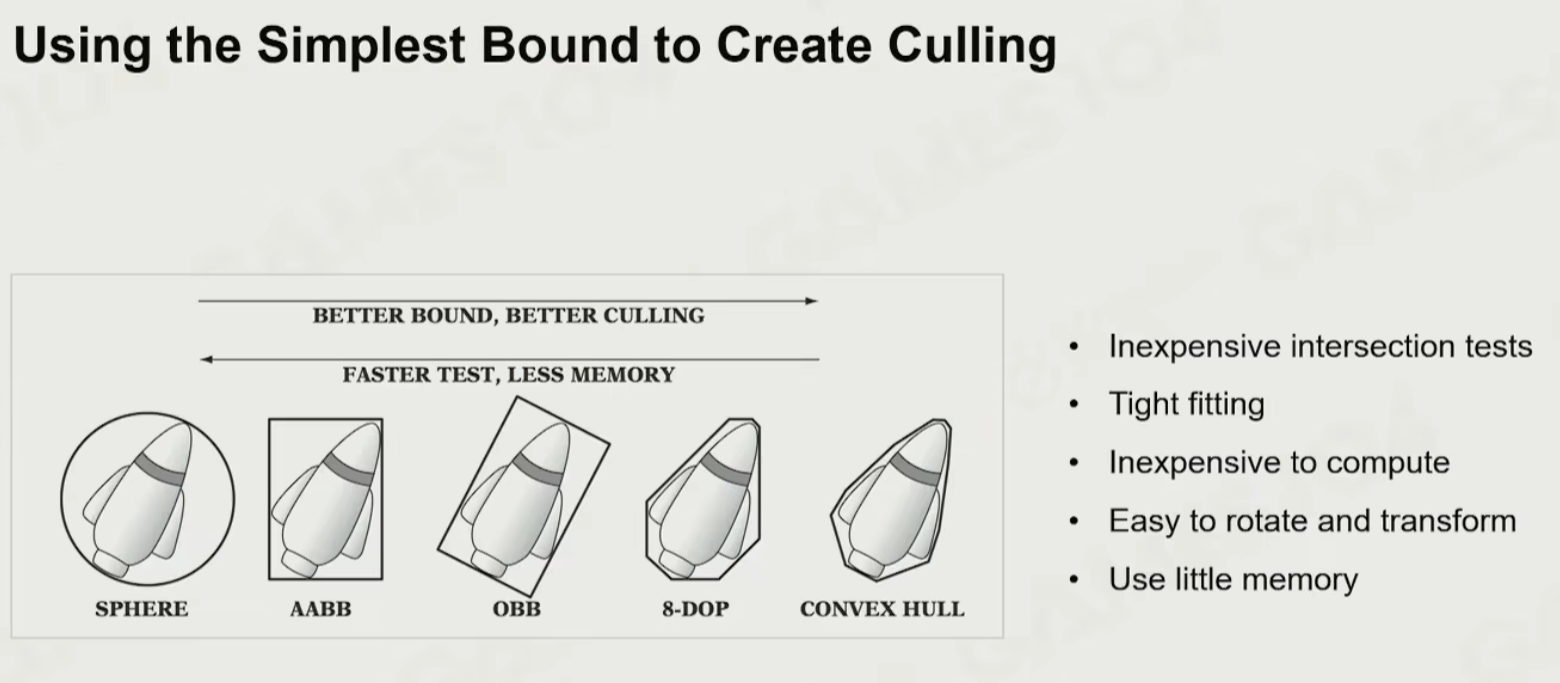 Using the Simplest Bound to Create Culling
BETTER BOUND, BETTER CULLING
FASTER TEST, LESS MEMORY
SPHERE
AABB
OBB
8-DOP
CONVEX HULL
• Inexpensive intersection tests
• Tight fitting
• Inexpensive to compute
• Easy to rotate and transform
• Use little memory
GAMES104